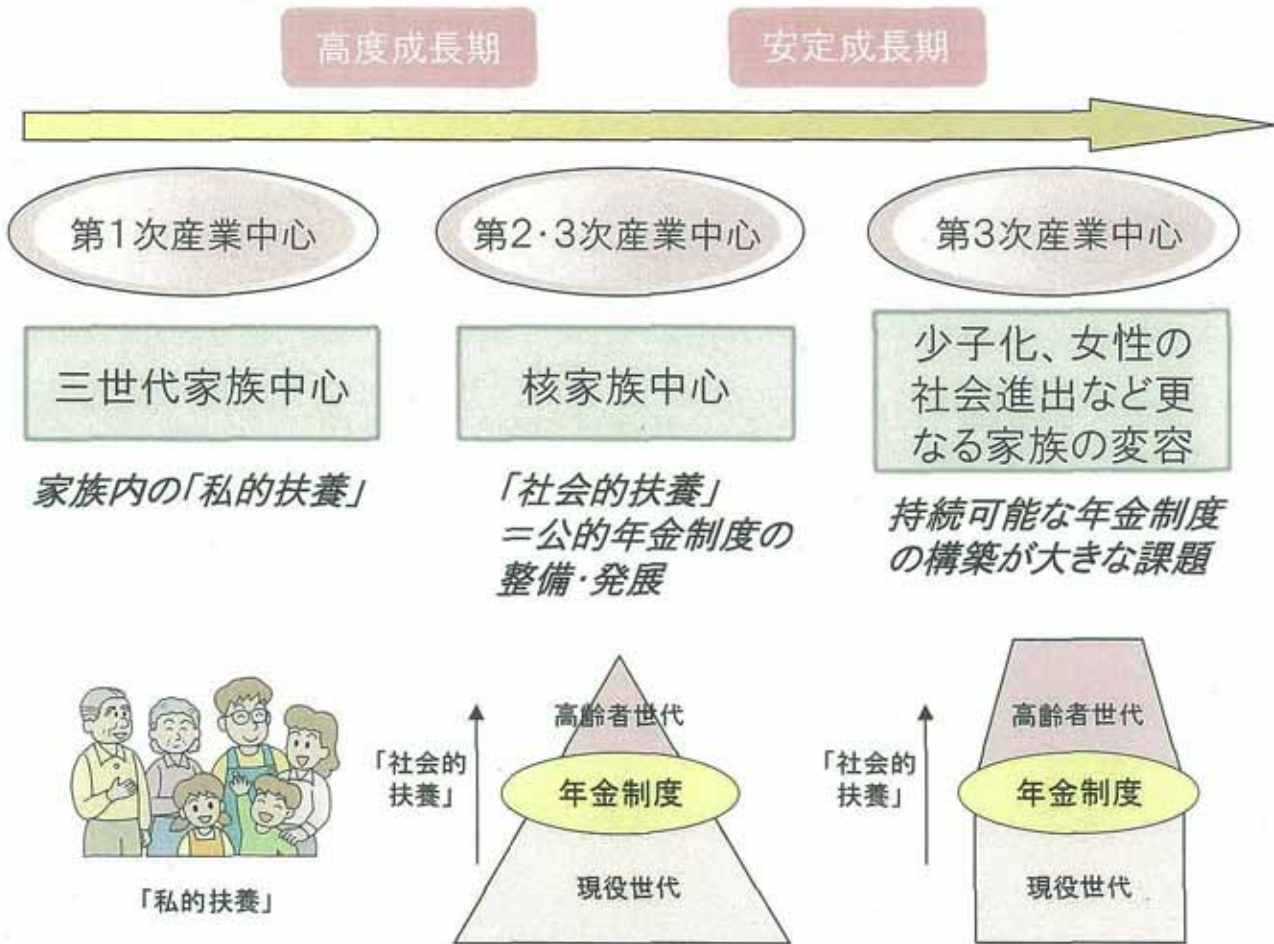 高度成長期
安定成長期
第1次産業中心
第2・3次産業中心
第3次産業中心
三世代家族中心
核家族中心
少子化、女性の
社会進出など更
なる家族の変容
家族内の「私的扶養」
「社会的扶養」
＝公的年金制度の
整備・発展
持続可能な年金制度
の構築が大きな課題
「私的扶養」
「社会的
扶養」
高齢者世代
年金制度
現役世代
「社会的
扶養」
高齢者世代
年金制度
現役世代